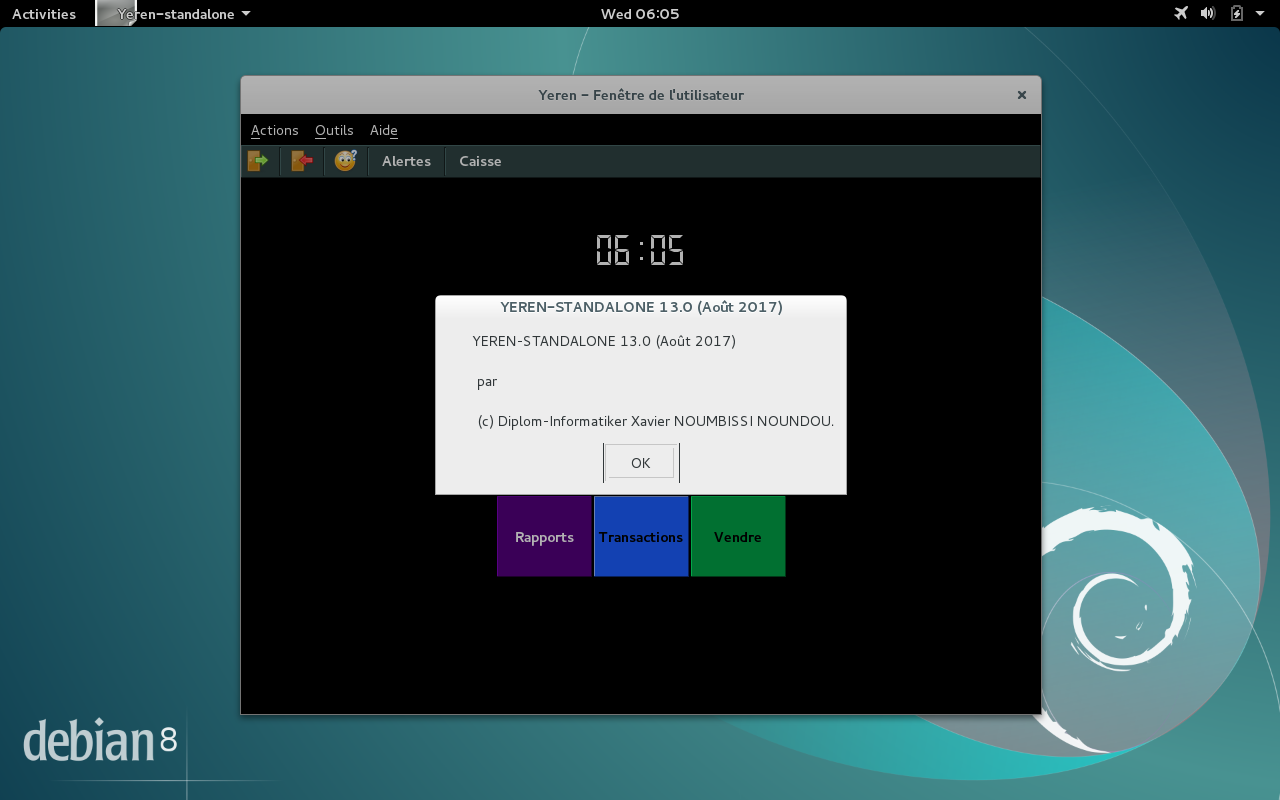 Activities
Yeren-standalone
Wed 06:05
Yeren - Fenêtre de l'utilisateur
Actions Outils Aide
Alertes Caisse
06:05
YEREN-STANDALONE 13.0 (Août 2017)
YEREN-STANDALONE 13.0 (Août 2017)
par
(c) Diplom-Informatiker Xavier NOUMBISSI NOUNDOU.
OK
Rapports Transactions Vendre
debian 8